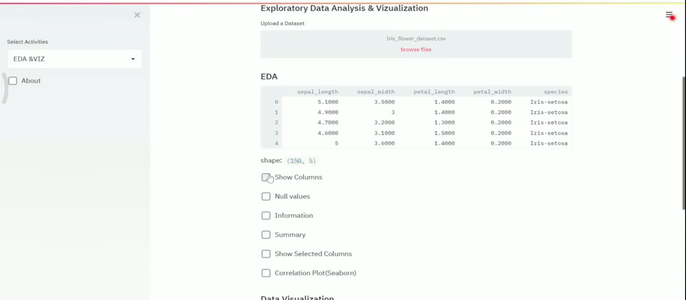 Exploratory Data Analysis & Vizualization
Upload a Dataset
Iris_flower_dataset.csv
Browse files
Select Activities
EDA &VIZ
About
EDA
sepal_length sepal_width petal_length petal_width species
0 5.1000 3.5000 1.4000 0.2000 Iris-setosa
1 4.9000 3 1.4000 0.2000 Iris-setosa
2 4.7000 3.2000 1.3000 0.2000 Iris-setosa
3 4.6000 3.1000 1.5000 0.2000 Iris-setosa
4 5 3.6000 1.4000 0.2000 Iris-setosa
shape: (150, 5)
Show Columns
Null values
Information
Summary
Show Selected Columns
Correlation Plot(Seaborn)
Data Visualization